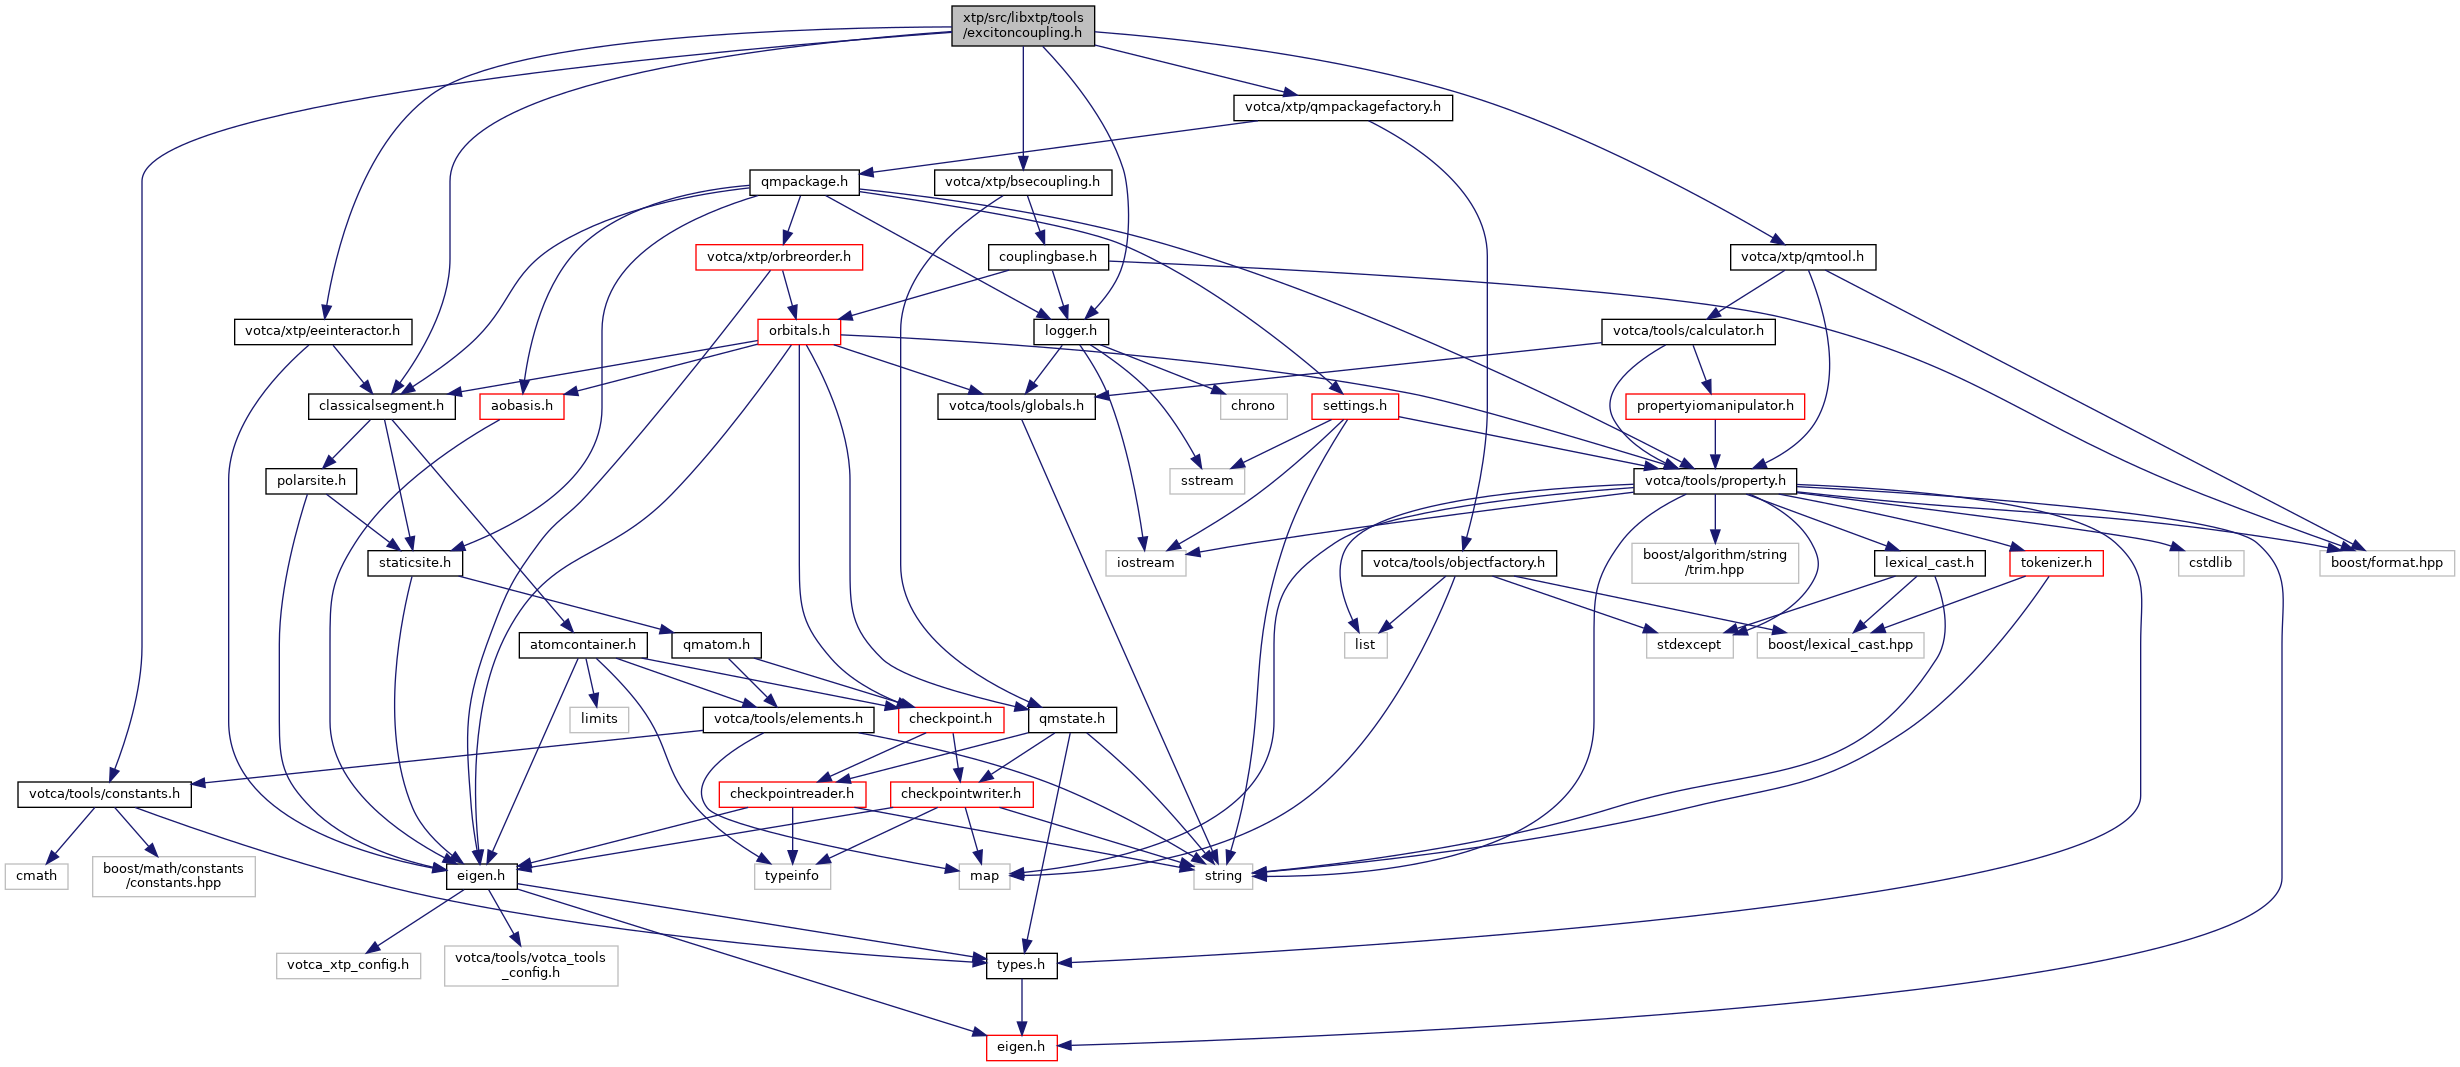 xtp/src/libxtp/tools
/excitoncoupling.h
votca/xtp/qmpackagefactory.h
qmpackage.h
votca/xtp/bsecoupling.h
votca/xtp/orbreorder.h
couplingbase.h
votca/xtp/qmtool.h
votca/xtp/eeinteractor.h
orbitals.h
logger.h
votca/tools/calculator.h
classicalsegment.h
aobasis.h
votca/tools/globals.h
chrono
settings.h
propertyiomanipulator.h
polarsite.h
sstream
votca/tools/property.h
staticsite.h
iostream
votca/tools/objectfactory.h
boost/algorithm/string
/trim.hpp
lexical_cast.h
tokenizer.h
cstdlib
boost/format.hpp
atomcontainer.h
qmatom.h
list
stdexcept
boost/lexical_cast.hpp
limits
votca/tools/elements.h
checkpoint.h
qmstate.h
votca/tools/constants.h
checkpointreader.h
checkpointwriter.h
cmath
boost/math/constants
/constants.hpp
eigen.h
typeinfo
map
string
votca_xtp_config.h
votca/tools/votca_tools
_config.h
types.h
eigen.h